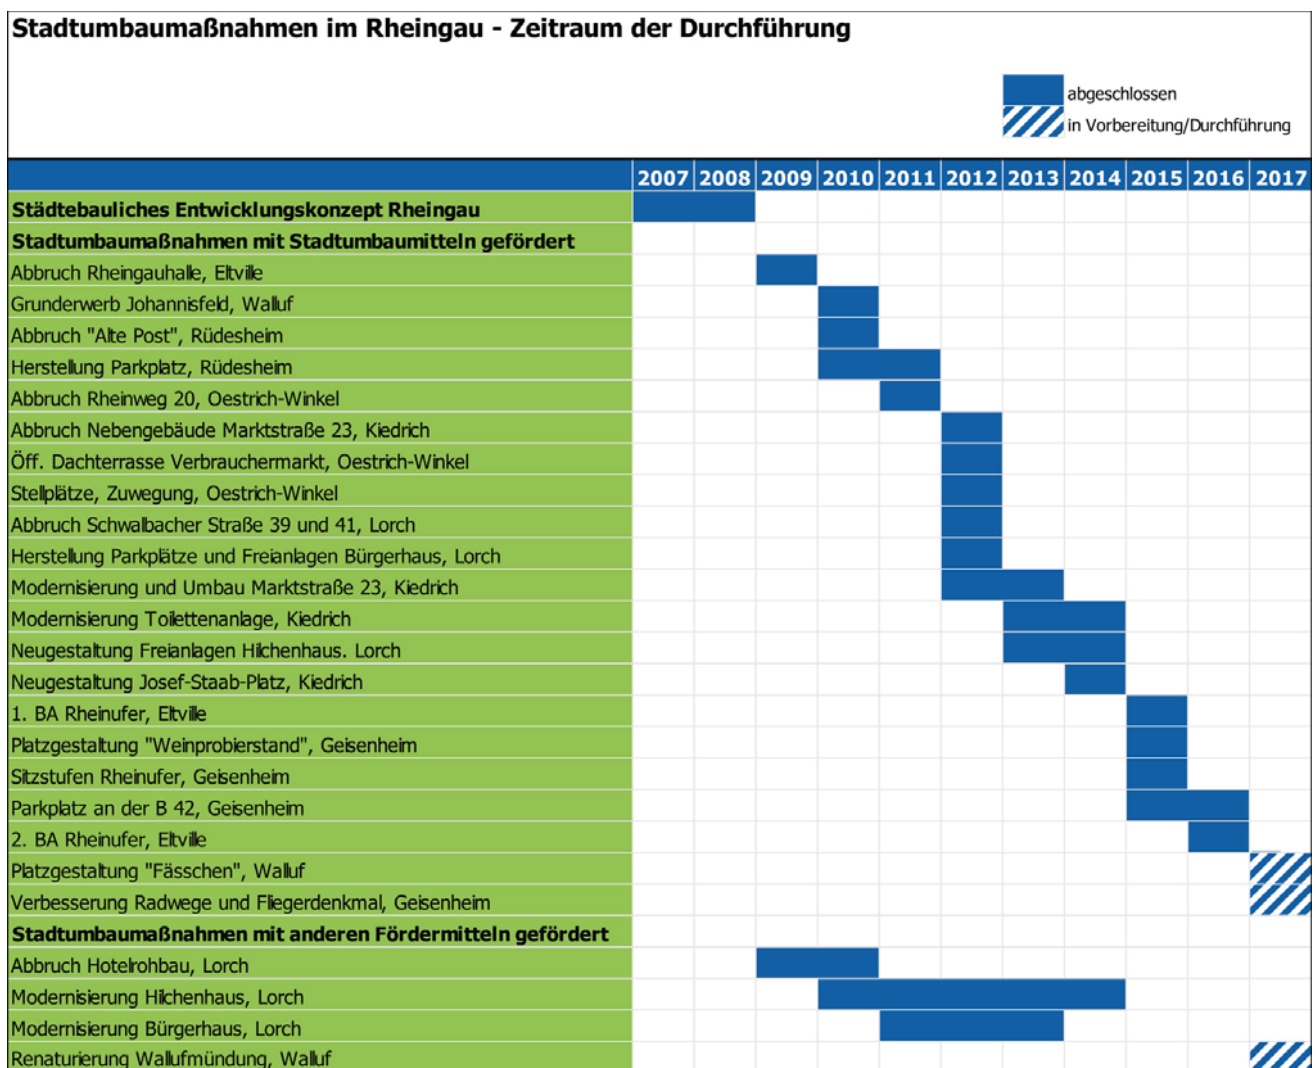 Stadtumbaumaßnahmen im Rheingau - Zeitraum der Durchführung
abgeschlossen
in Vorbereitung/Durchführung
2007 2008 2009 2010 2011 2012 2013 2014 2015 2016 2017
Städtebauliches Entwicklungskonzept Rheingau
Stadtumbaumaßnahmen mit Stadtumbaumitteln gefördert
Abbruch Rheingauhalle, Eltville
Grunderwerb Johannisfeld, Walluf
Abbruch "Alte Post", Rüdesheim
Herstellung Parkplatz, Rüdesheim
Abbruch Rheinweg 20, Oestrich-Winkel
Abbruch Nebengebäude Marktstraße 23, Kiedrich
Öff. Dachterrasse Verbrauchermarkt, Oestrich-Winkel
Stellplätze, Zuwegung, Oestrich-Winkel
Abbruch Schwalbacher Straße 39 und 41, Lorch
Herstellung Parkplätze und Freianlagen Bürgerhaus, Lorch
Modernisierung und Umbau Marktstraße 23, Kiedrich
Modernisierung Toilettenanlage, Kiedrich
Neugestaltung Freianlagen Hilchenhaus. Lorch
Neugestaltung Josef-Staab-Platz, Kiedrich
1. BA Rheinufer, Eltville
Platzgestaltung "Weinprobierstand", Geisenheim
Sitzstufen Rheinufer, Geisenheim
Parkplatz an der B 42, Geisenheim
2. BA Rheinufer, Eltville
Platzgestaltung "Fässchen", Walluf
Verbesserung Radwege und Fliegerdenkmal, Geisenheim
Stadtumbaumaßnahmen mit anderen Fördermitteln gefördert
Abbruch Hotelrohbau, Lorch
Modernisierung Hilchenhaus, Lorch
Modernisierung Bürgerhaus, Lorch
Renaturierung Wallufmündung, Walluf